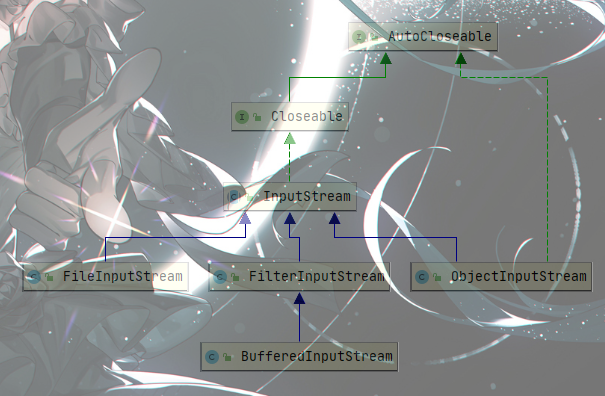 AutoCloseable
Closeable
InputStream
FileInputStream
FilterInputStream
ObjectInputStream
BufferedInputStream